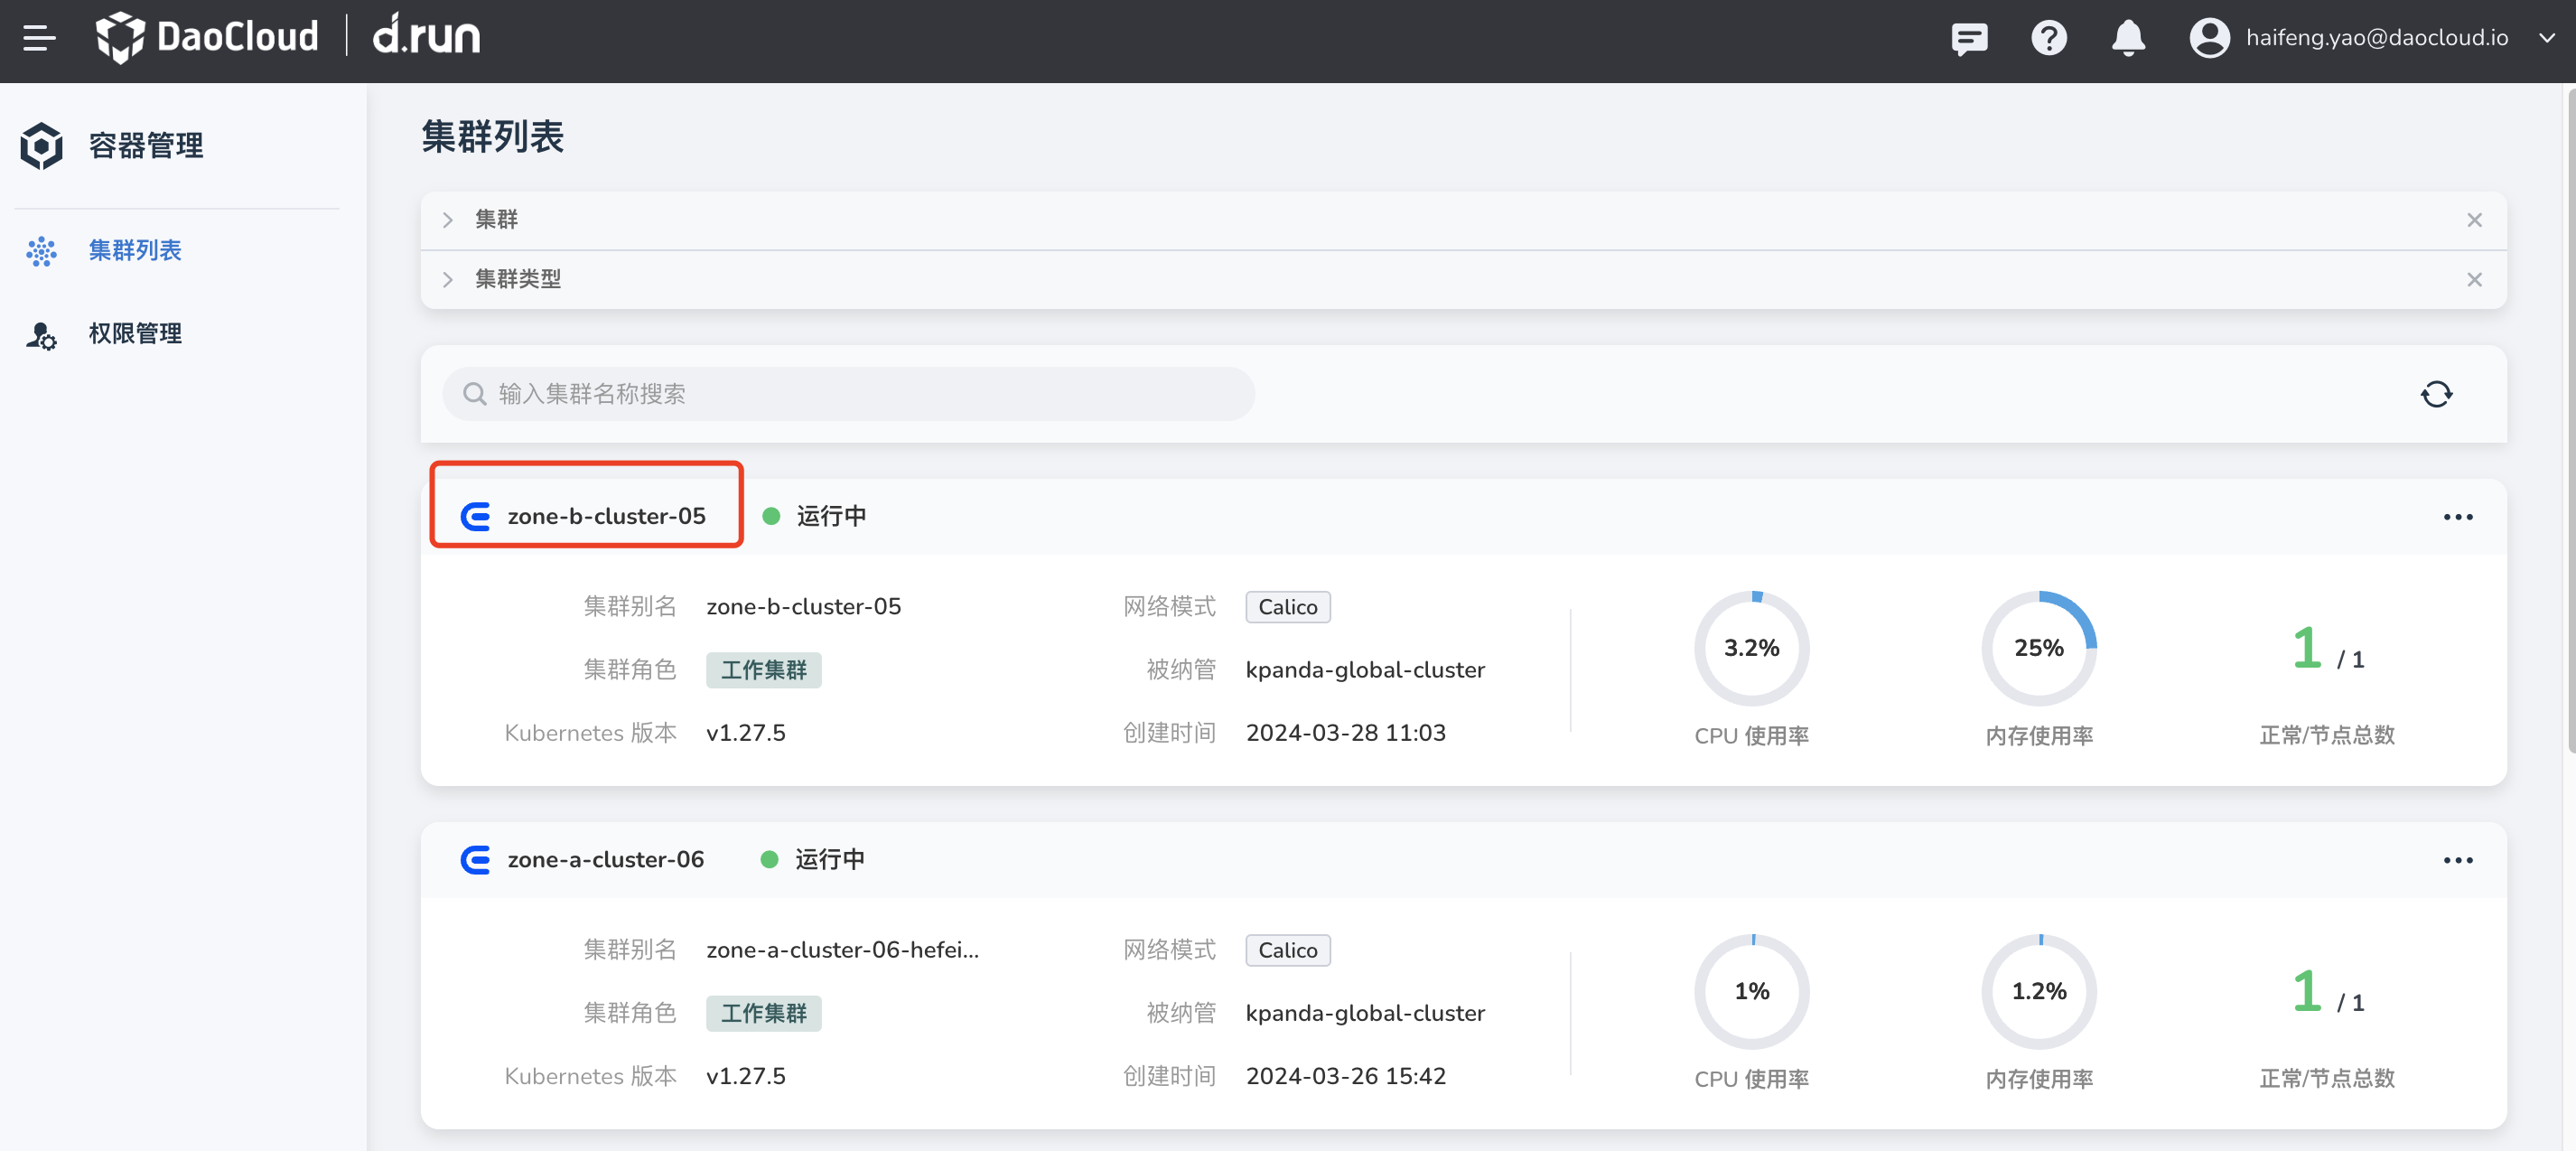 DaoCloud | d.run
haifeng.yao@daocloud.io
容器管理
集群列表
权限管理
集群列表
集群
集群类型
输入集群名称搜索
zone-b-cluster-05 运行中
集群别名 zone-b-cluster-05 网络模式 Calico
集群角色 工作集群 被纳管 kpanda-global-cluster
Kubernetes 版本 v1.27.5 创建时间 2024-03-28 11:03
3.2% 25% 1 / 1
CPU 使用率 内存使用率 正常/节点总数
zone-a-cluster-06 运行中
集群别名 zone-a-cluster-06-hefei... 网络模式 Calico
集群角色 工作集群 被纳管 kpanda-global-cluster
Kubernetes 版本 v1.27.5 创建时间 2024-03-26 15:42
1% 1.2% 1 / 1
CPU 使用率 内存使用率 正常/节点总数